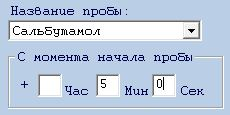 Название пробы:
Сальбутамол
С момента начала пробы
+ Час 5 Мин 0 Сек